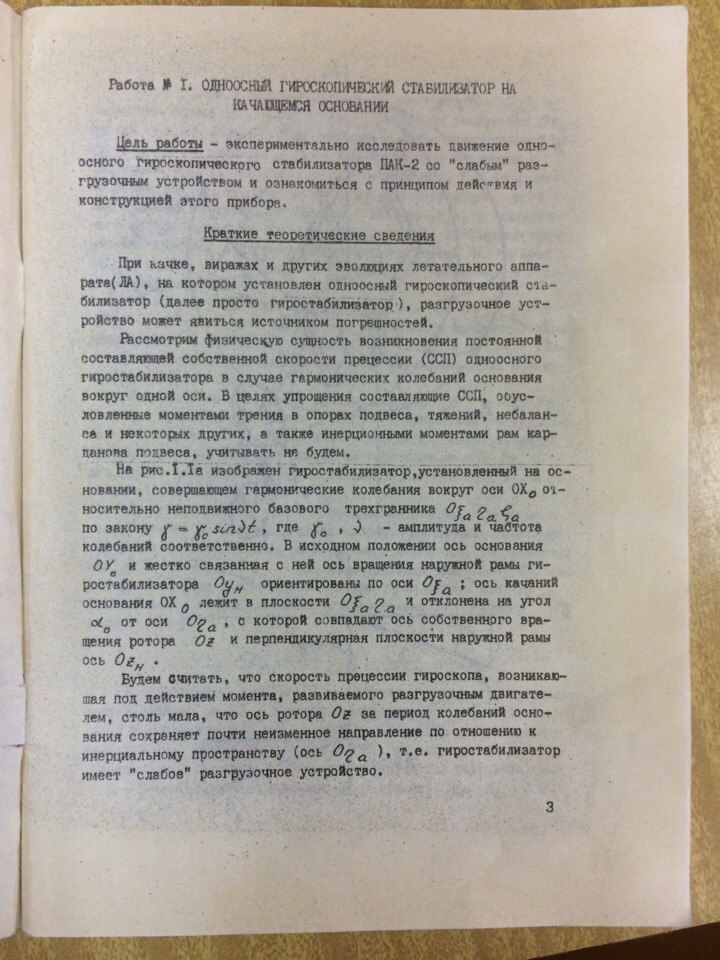 Работа № I. ОДНООСНЫЙ ГИРОСКОПИЧЕСКИЙ СТАБИЛИЗАТОР НА
КАЧАЮЩЕМСЯ ОСНОВАНИИ
Цель работы - экспериментально исследовать движение одно-
осного гироскопического стабилизатора ПАК-2 со "слабым" раз-
грузочным устройством и ознакомиться с принципом действия и
конструкцией этого прибора.
Краткие теоретические сведения
При качке, виражах и других эволюциях летательного аппа-
рата(ЛА), на котором установлен одноосный гироскопический ста-
билизатор (далее просто гиростабилизатор), разгрузочное уст-
ройство может явиться источником погрешностей.
Рассмотрим физическую сущность возникновения постоянной
составляющей собственной скорости прецессии (ССП) одноосного
гиростабилизатора в случае гармонических колебаний основания
вокруг одной оси. В целях упрощения составляющие ССП, обус-
ловленные моментами трения в опорах подвеса, тяжений, небалан-
са и некоторых других, а также инерционными моментами рам кар-
данова подвеса, учитывать не будем.
На рис.I.Iа изображен гиростабилизатор,установленный на ос-
новании, совершающем гармонические колебания вокруг оси OX₀ от-
носительно неподвижного базового трехгранника Oξₐηₐζₐ
по закону γ = γ₀ sin νt, где γ₀ , ν - амплитуда и частота
колебаний соответственно. В исходном положении ось основания
OY₀ и жестко связанная с ней ось вращения наружной рамы ги-
ростабилизатора Oyн ориентированы по оси Oξₐ ; ось качаний
основания OX₀ лежит в плоскости Oξₐηₐ и отклонена на угол
α₀ от оси Oηₐ , с которой совпадают ось собственного вра-
щения ротора Oz и перпендикулярная плоскости наружной рамы
ось Ozн .
Будем считать, что скорость прецессии гироскопа, возникаю-
щая под действием момента, развиваемого разгрузочным двигате-
лем, столь мала, что ось ротора Oz за период колебаний осно-
вания сохраняет почти неизменное направление по отношению к
инерциальному пространству (ось Oηₐ ), т.е. гиростабилизатор
имеет "слабое" разгрузочное устройство.
3